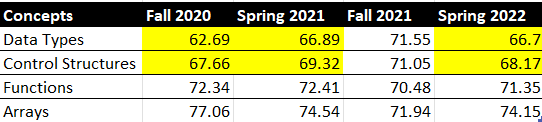 Concepts Fall 2020 Spring 2021 Fall 2021 Spring 2022
Data Types 62.69 66.89 71.55 66.7
Control Structures 67.66 69.32 71.05 68.17
Functions 72.34 72.41 70.48 71.35
Arrays 77.06 74.54 71.94 74.15